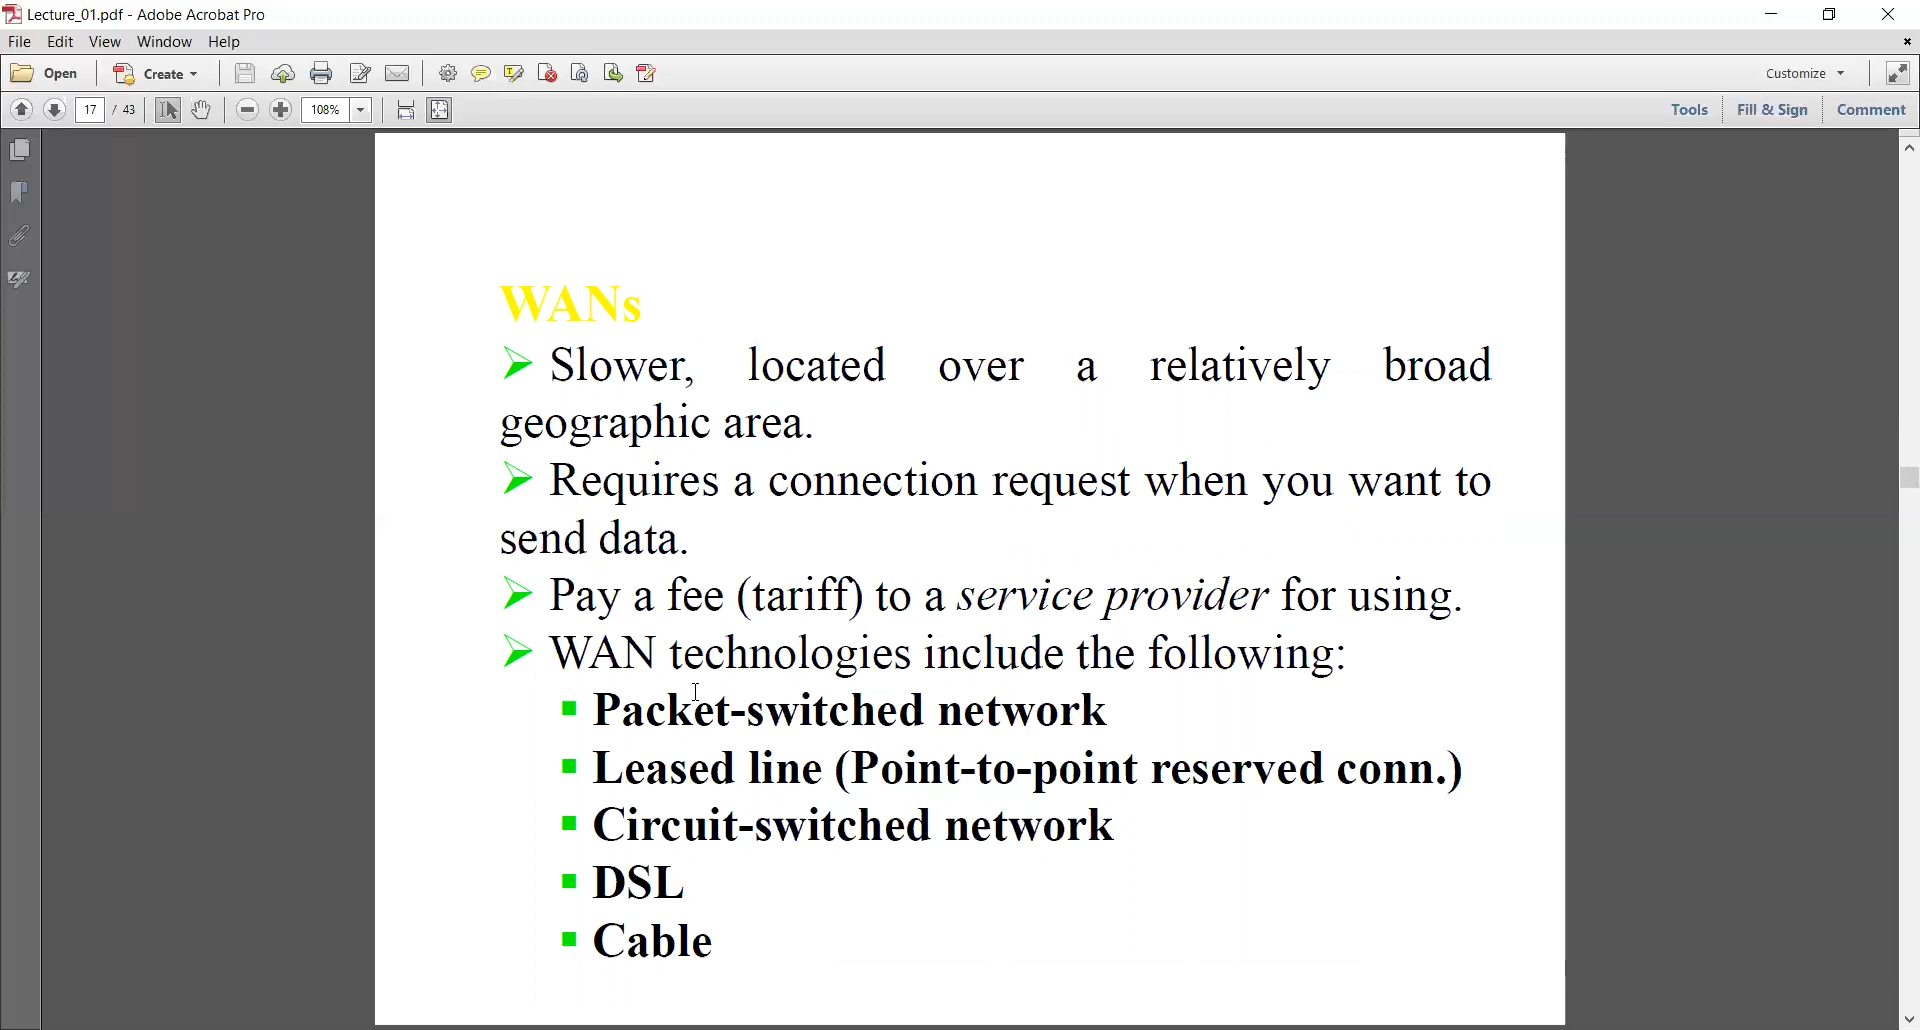 Lecture_01.pdf - Adobe Acrobat Pro
File Edit View Window Help
Open Create Customize
17 / 43 108% Tools Fill & Sign Comment
WANs
Slower, located over a relatively broad
geographic area.
Requires a connection request when you want to
send data.
Pay a fee (tariff) to a service provider for using.
WAN technologies include the following:
Packet-switched network
Leased line (Point-to-point reserved conn.)
Circuit-switched network
DSL
Cable